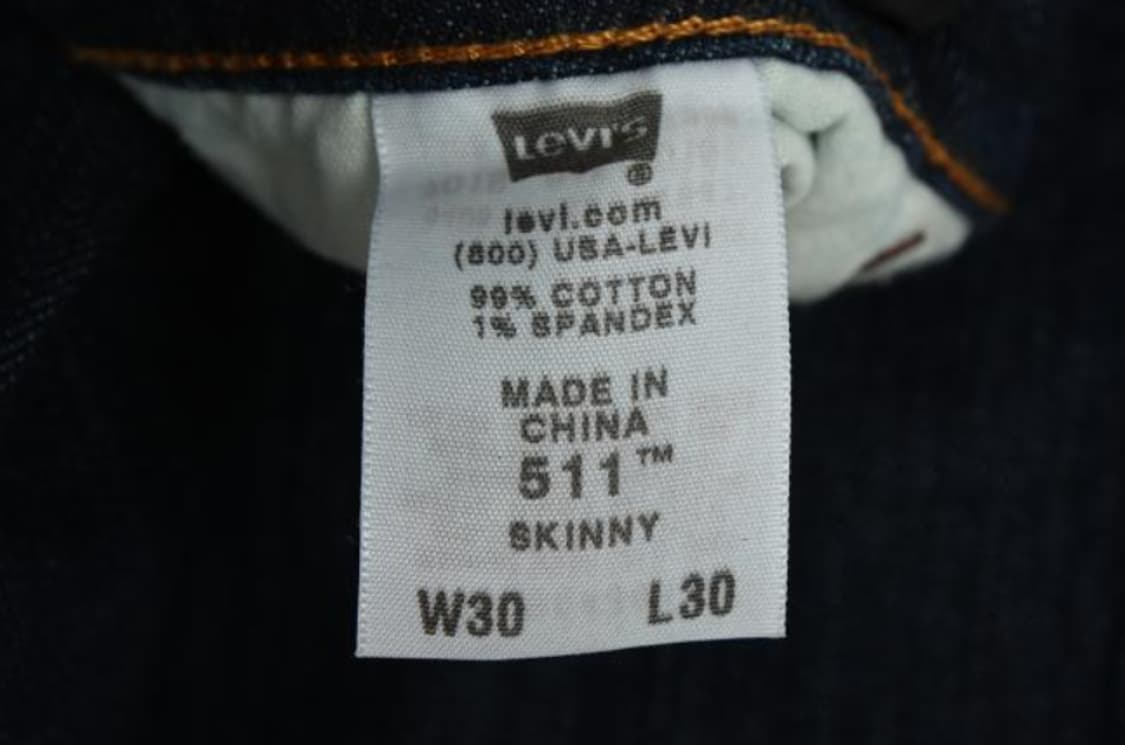 Levi's
®
levi.com
(800) USA-LEVI
99% COTTON
1% SPANDEX
MADE IN
CHINA
511™
SKINNY
W30 L30